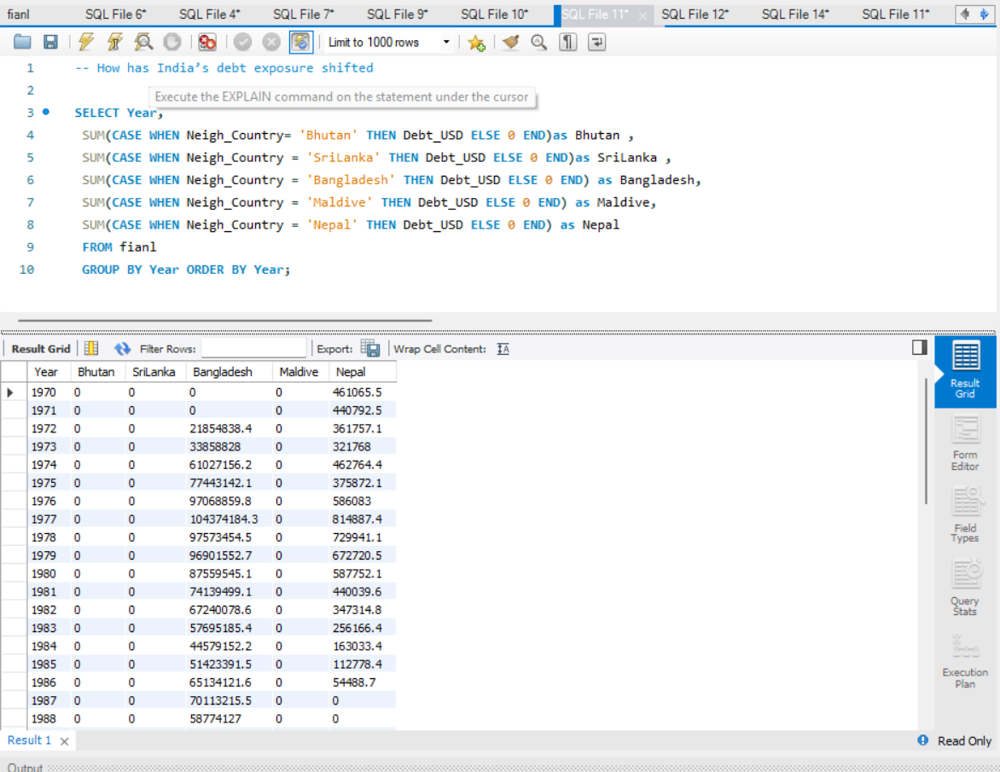 fianl SQL File 6* SQL File 4* SQL File 7* SQL File 9* SQL File 10* SQL File 11* SQL File 12* SQL File 14* SQL File 11*
Limit to 1000 rows
1 -- How has India’s debt exposure shifted
2
Execute the EXPLAIN command on the statement under the cursor
3 SELECT Year,
4 SUM(CASE WHEN Neigh_Country= 'Bhutan' THEN Debt_USD ELSE 0 END)as Bhutan ,
5 SUM(CASE WHEN Neigh_Country = 'SriLanka' THEN Debt_USD ELSE 0 END)as SriLanka ,
6 SUM(CASE WHEN Neigh_Country = 'Bangladesh' THEN Debt_USD ELSE 0 END) as Bangladesh,
7 SUM(CASE WHEN Neigh_Country = 'Maldive' THEN Debt_USD ELSE 0 END) as Maldive,
8 SUM(CASE WHEN Neigh_Country = 'Nepal' THEN Debt_USD ELSE 0 END) as Nepal
9 FROM fianl
10 GROUP BY Year ORDER BY Year;
Result Grid Filter Rows: Export: Wrap Cell Content: IA
Year Bhutan SriLanka Bangladesh Maldive Nepal
1970 0 0 0 0 461065.5
1971 0 0 0 0 440792.5
1972 0 0 21854838.4 0 361757.1
1973 0 0 33858828 0 321768
1974 0 0 61027156.2 0 462764.4
1975 0 0 77443142.1 0 375872.1
1976 0 0 97068859.8 0 586083
1977 0 0 104374184.3 0 814887.4
1978 0 0 97573454.5 0 729941.1
1979 0 0 96901552.7 0 672720.5
1980 0 0 87559545.1 0 587752.1
1981 0 0 74139499.1 0 440039.6
1982 0 0 67240078.6 0 347314.8
1983 0 0 57695185.4 0 256166.4
1984 0 0 44579152.2 0 163033.4
1985 0 0 51423391.5 0 112778.4
1986 0 0 65134121.6 0 54488.7
1987 0 0 70113215.5 0 0
1988 0 0 58774127 0 0
Result
Grid
Form
Editor
Field
Types
Query
Stats
Execution
Plan
Result 1 Read Only
Output